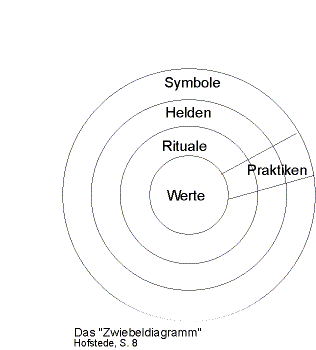 Symbole
Helden
Rituale
Praktiken
Werte
Das "Zwiebeldiagramm"
Hofstede, S. 8